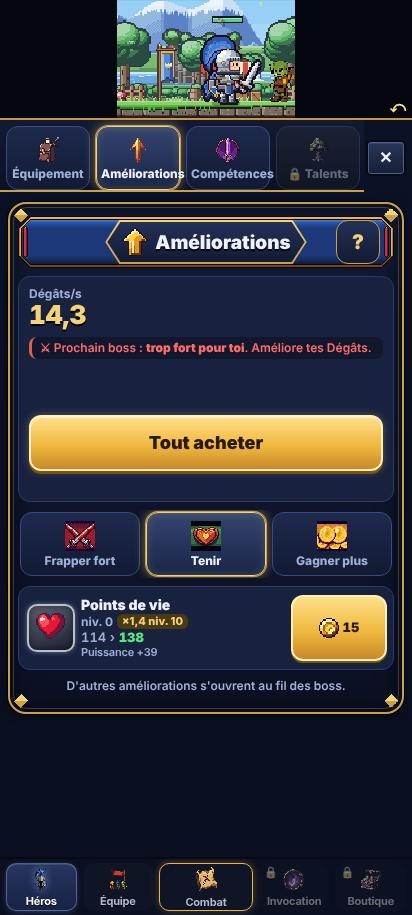 Équipement
Améliorations
Compétences
Talents
×
Améliorations
?
Dégâts/s
14,3
Prochain boss : trop fort pour toi. Améliore tes Dégâts.
Tout acheter
Frapper fort
Tenir
Gagner plus
Points de vie
niv. 0 ×1,4 niv. 10
114 › 138
Puissance +39
15
D'autres améliorations s'ouvrent au fil des boss.
Héros
Équipe
Combat
Invocation
Boutique